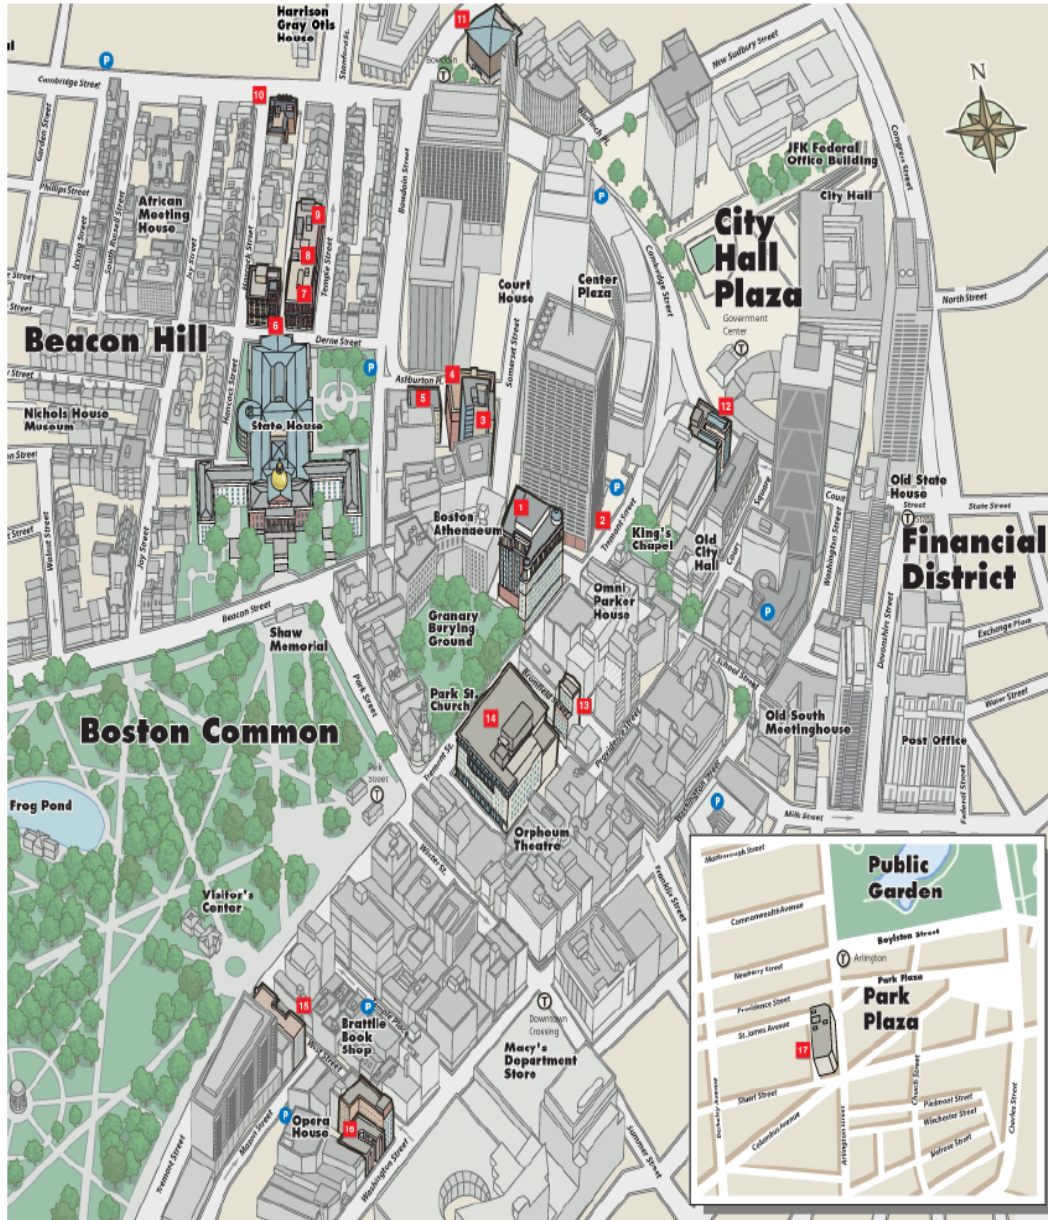 Harrison
Gray Otis
House
11
Bowdoin
T
New Sudbury Street
N
P
Cambridge Street
Staniford St.
10
Garden Street
Bowdoin Street
JFK Federal
Office Building
Congress Street
Phillips Street
African
Meeting
House
9
P
City Hall
City
Hall
Plaza
Irving Street
South Russell Street
Joy Street
Hancock Street
8
Temple Street
7
Court
House
Center
Plaza
Cambridge Street
North Street
Government
Center
T
6
Beacon Hill
Derne Street
Somerset Street
P
Ashburton Pl.
4
5
3
12
Hancock Street
Nichols House
Museum
State House
Old State
House
Court
Street
State Street
T
State
P
1
2
Tremont Street
Boston
Athenaeum
King's
Chapel
Old
City
Hall
Court
Square
Washington Street
Financial
District
Walnut Street
Joy Street
Omni
Parker
House
P
Beacon Street
Granary
Burying
Ground
Shaw
Memorial
Devonshire Street
Exchange Place
School Street
Park Street
Park St.
Church
Bromfield
13
14
Water Street
Boston Common
Old South
Meetinghouse
Post Office
Tremont St.
Providence Street
Park
Street
T
Washington Street
Federal Street
Frog Pond
P
Milk Street
Orpheum
Theatre
Winter St.
Franklin Street
Visitor's
Center
15
P
Brattle
Book
Shop
West Street
T
Downtown
Crossing
Macy's
Department
Store
P
Opera
House
16
Mason Street
Tremont Street
Washington Street
Summer Street
Marlborough Street
Public
Garden
Commonwealth Avenue
Boylston Street
T
Arlington
Newberry Street
Park Plaza
Providence Street
Park
Plaza
St. James Avenue
17
Stuart Street
Church Street
Piedmont Street
Winchester Street
Melrose Street
Columbus Avenue
Berkeley Avenue
Arlington Street
Charles Street